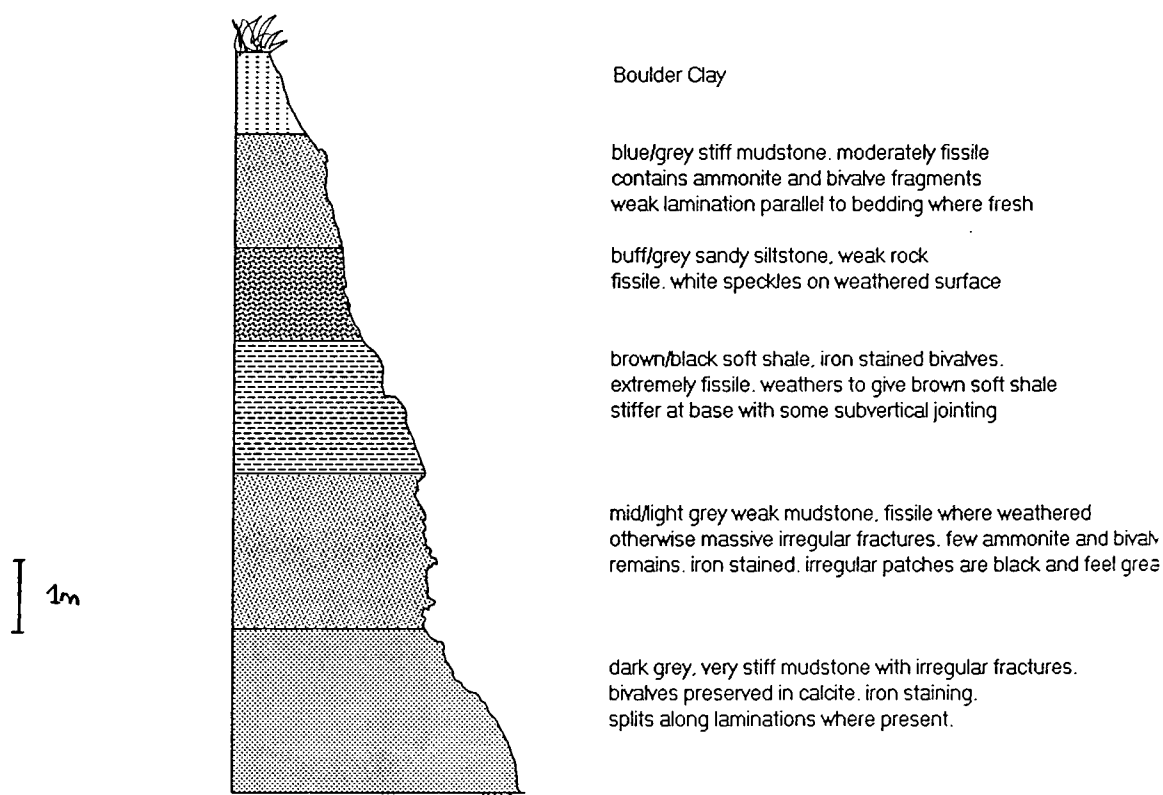 Boulder Clay
blue/grey stiff mudstone. moderately fissile
contains ammonite and bivalve fragments
weak lamination parallel to bedding where fresh
buff/grey sandy siltstone, weak rock
fissile. white speckles on weathered surface
brown/black soft shale, iron stained bivalves.
extremely fissile. weathers to give brown soft shale
stiffer at base with some subvertical jointing
mid/light grey weak mudstone, fissile where weathered
otherwise massive irregular fractures. few ammonite and
remains. iron stained. irregular patches are black and feel
1m
dark grey, very stiff mudstone with irregular fractures.
bivalves preserved in calcite. iron staining.
splits along laminations where present.